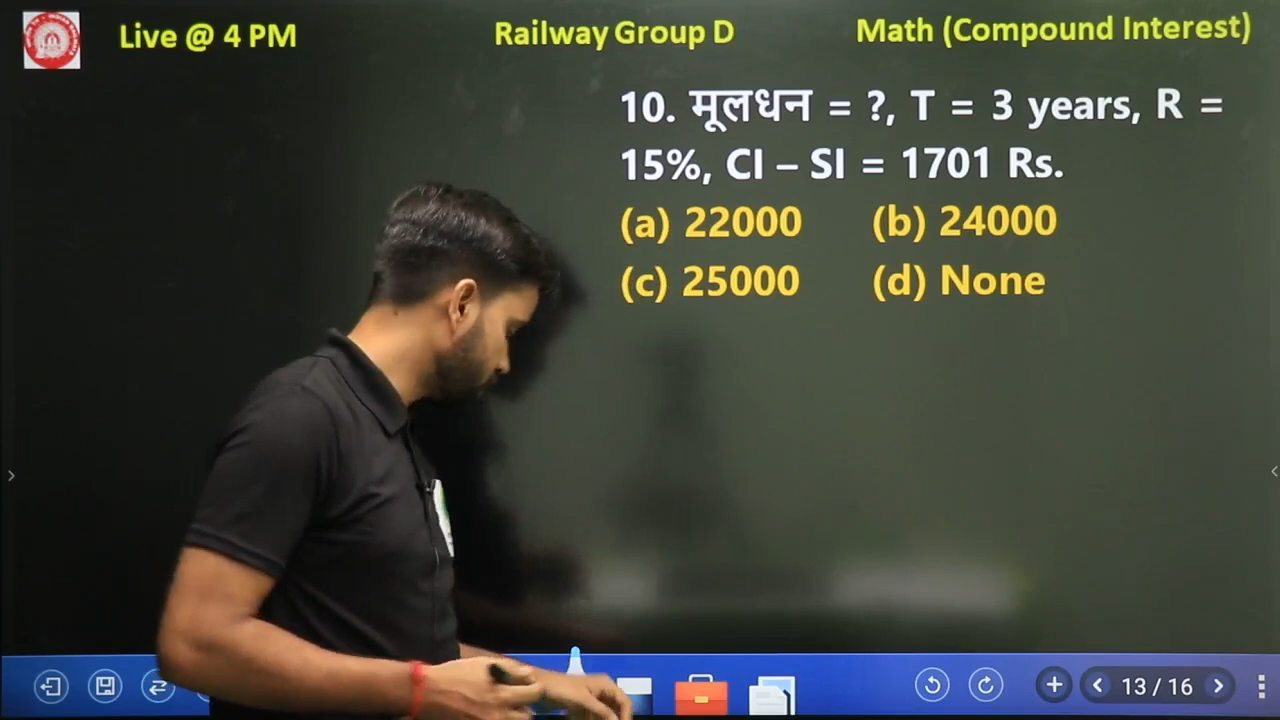 Live @ 4 PM Railway Group D Math (Compound Interest)
10. मूलधन = ?, T = 3 years, R =
15%, CI – SI = 1701 Rs.
(a) 22000 (b) 24000
(c) 25000 (d) None
13 / 16